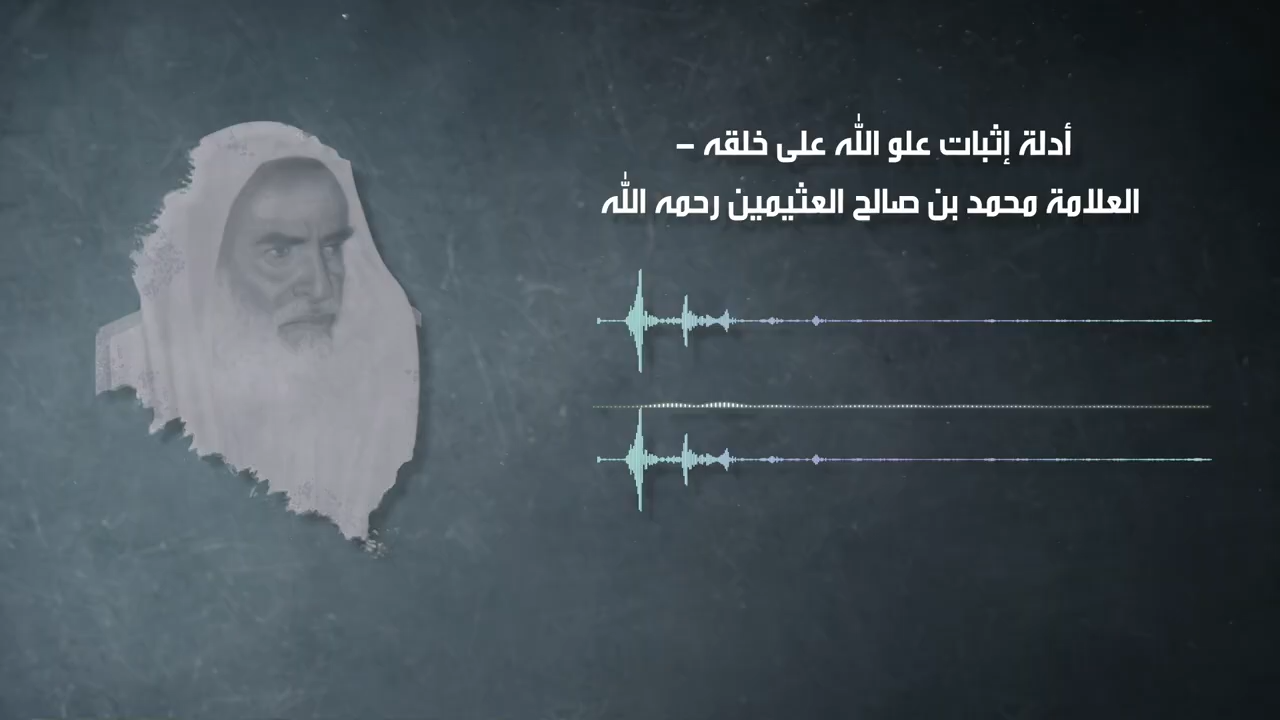 أدلة إثبات علو الله على خلقه –
العلامة محمد بن صالح العثيمين رحمه الله